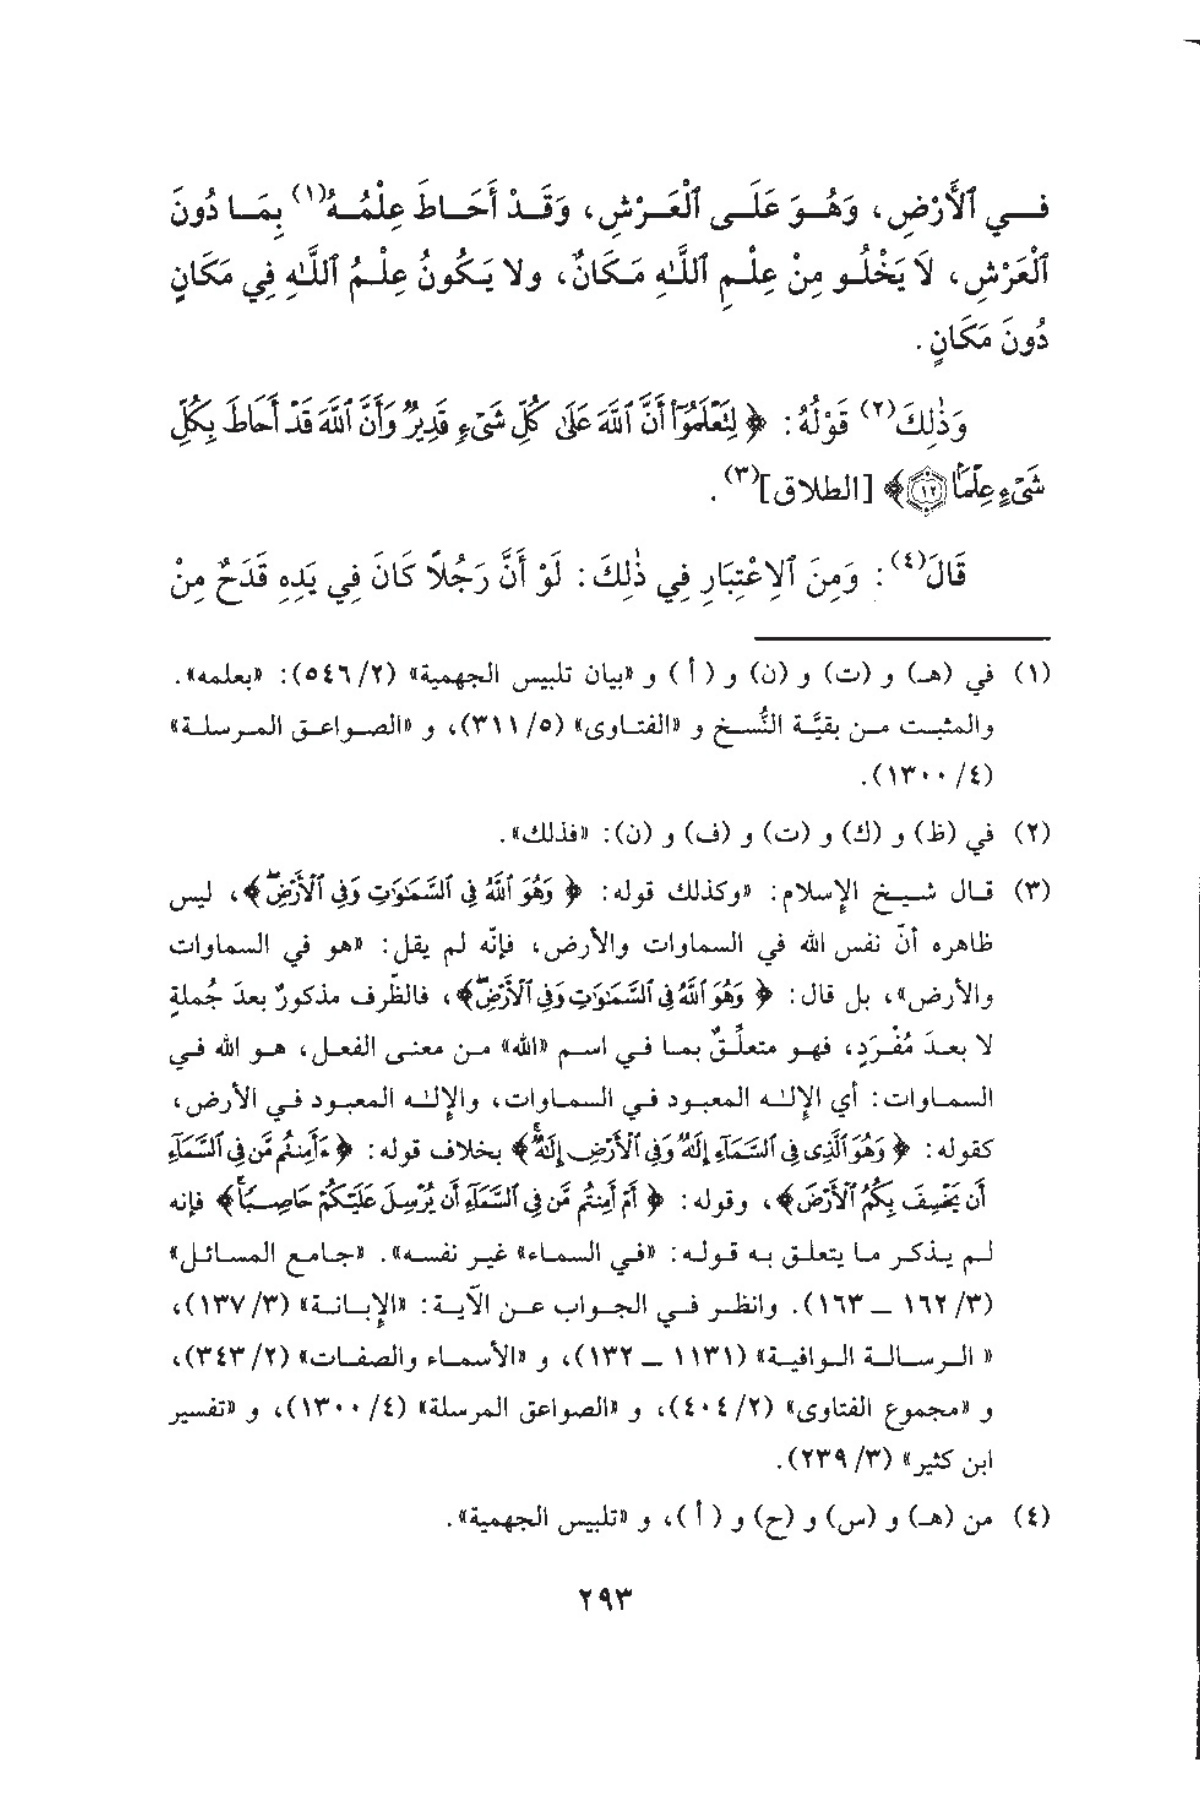 فِي ٱلأَرْضِ، وَهُوَ عَلَى ٱلْعَرْشِ، وَقَدْ أَحَاطَ عِلْمُهُ(١) بِمَا دُونَ
ٱلْعَرْشِ، لاَ يَخْلُو مِنْ عِلْمِ ٱللَّهِ مَكَانٌ، ولا يَكُونُ عِلْمُ ٱللَّهِ فِي مَكَانٍ
دُونَ مَكَانٍ.
وَذٰلِكَ(٢) قَوْلُهُ: ﴿ لِتَعْلَمُوٓا۟ أَنَّ ٱللَّهَ عَلَىٰ كُلِّ شَىْءٍ قَدِيرٌ وَأَنَّ ٱللَّهَ قَدْ أَحَاطَ بِكُلِّ
شَىْءٍ عِلْمًۢا ١٢ ﴾ [الطلاق](٣).
قَالَ(٤): وَمِنَ ٱلِاعْتِبَارِ فِي ذٰلِكَ: لَوْ أَنَّ رَجُلاً كَانَ فِي يَدِهِ قَدَحٌ مِنْ
(١) في (هـ) و (ت) و (ن) و (أ) و «بيان تلبيس الجهمية» (٢/ ٥٤٦): «بعلمه».
والمثبت من بقيَّة النُّسخ و «الفتاوى» (٥/ ٣١١)، و «الصواعق المرسلة»
(٤/ ١٣٠٠).
(٢) في (ظ) و (ك) و (ت) و (ف) و (ن): «فذلك».
(٣) قال شيخ الإسلام: «وكذلك قوله: ﴿ وَهُوَ ٱللَّهُ فِى ٱلسَّمَٰوَٰتِ وَفِى ٱلْأَرْضِۖ ﴾، ليس
ظاهره أنّ نفس الله في السماوات والأرض، فإنّه لم يقل: «هو في السماوات
والأرض»، بل قال: ﴿ وَهُوَ ٱللَّهُ فِى ٱلسَّمَٰوَٰتِ وَفِى ٱلْأَرْضِۖ ﴾، فالظّرف مذكورٌ بعدَ جُملةٍ
لا بعدَ مُفْرَدٍ، فهو متعلِّقٌ بما في اسم «الله» من معنى الفعل، هو الله في
السماوات: أي الإلـٰه المعبود في السماوات، والإلـٰه المعبود في الأرض،
كقوله: ﴿ وَهُوَ ٱلَّذِى فِى ٱلسَّمَآءِ إِلَٰهٌ وَفِى ٱلْأَرْضِ إِلَٰهٌۚ ﴾ بخلاف قوله: ﴿ ءَأَمِنتُم مَّن فِى ٱلسَّمَآءِ
أَن يَخْسِفَ بِكُمُ ٱلْأَرْضَ ﴾، وقوله: ﴿ أَمْ أَمِنتُم مَّن فِى ٱلسَّمَآءِ أَن يُرْسِلَ عَلَيْكُمْ حَاصِبًاۖ ﴾ فإنه
لم يذكر ما يتعلق به قوله: «في السماء» غير نفسه». «جامع المسائل»
(٣/ ١٦٢ ــ ١٦٣). وانظر في الجواب عن الآية: «الإبانة» (٣/ ١٣٧)،
«الرسالة الوافية» (١١٣١ ــ ١٣٢)، و «الأسماء والصفات» (٢/ ٣٤٣)،
و «مجموع الفتاوى» (٢/ ٤٠٤)، و «الصواعق المرسلة» (٤/ ١٣٠٠)، و «تفسير
ابن كثير» (٣/ ٢٣٩).
(٤) من (هـ) و (س) و (ح) و (أ)، و «تلبيس الجهمية».
٢٩٣